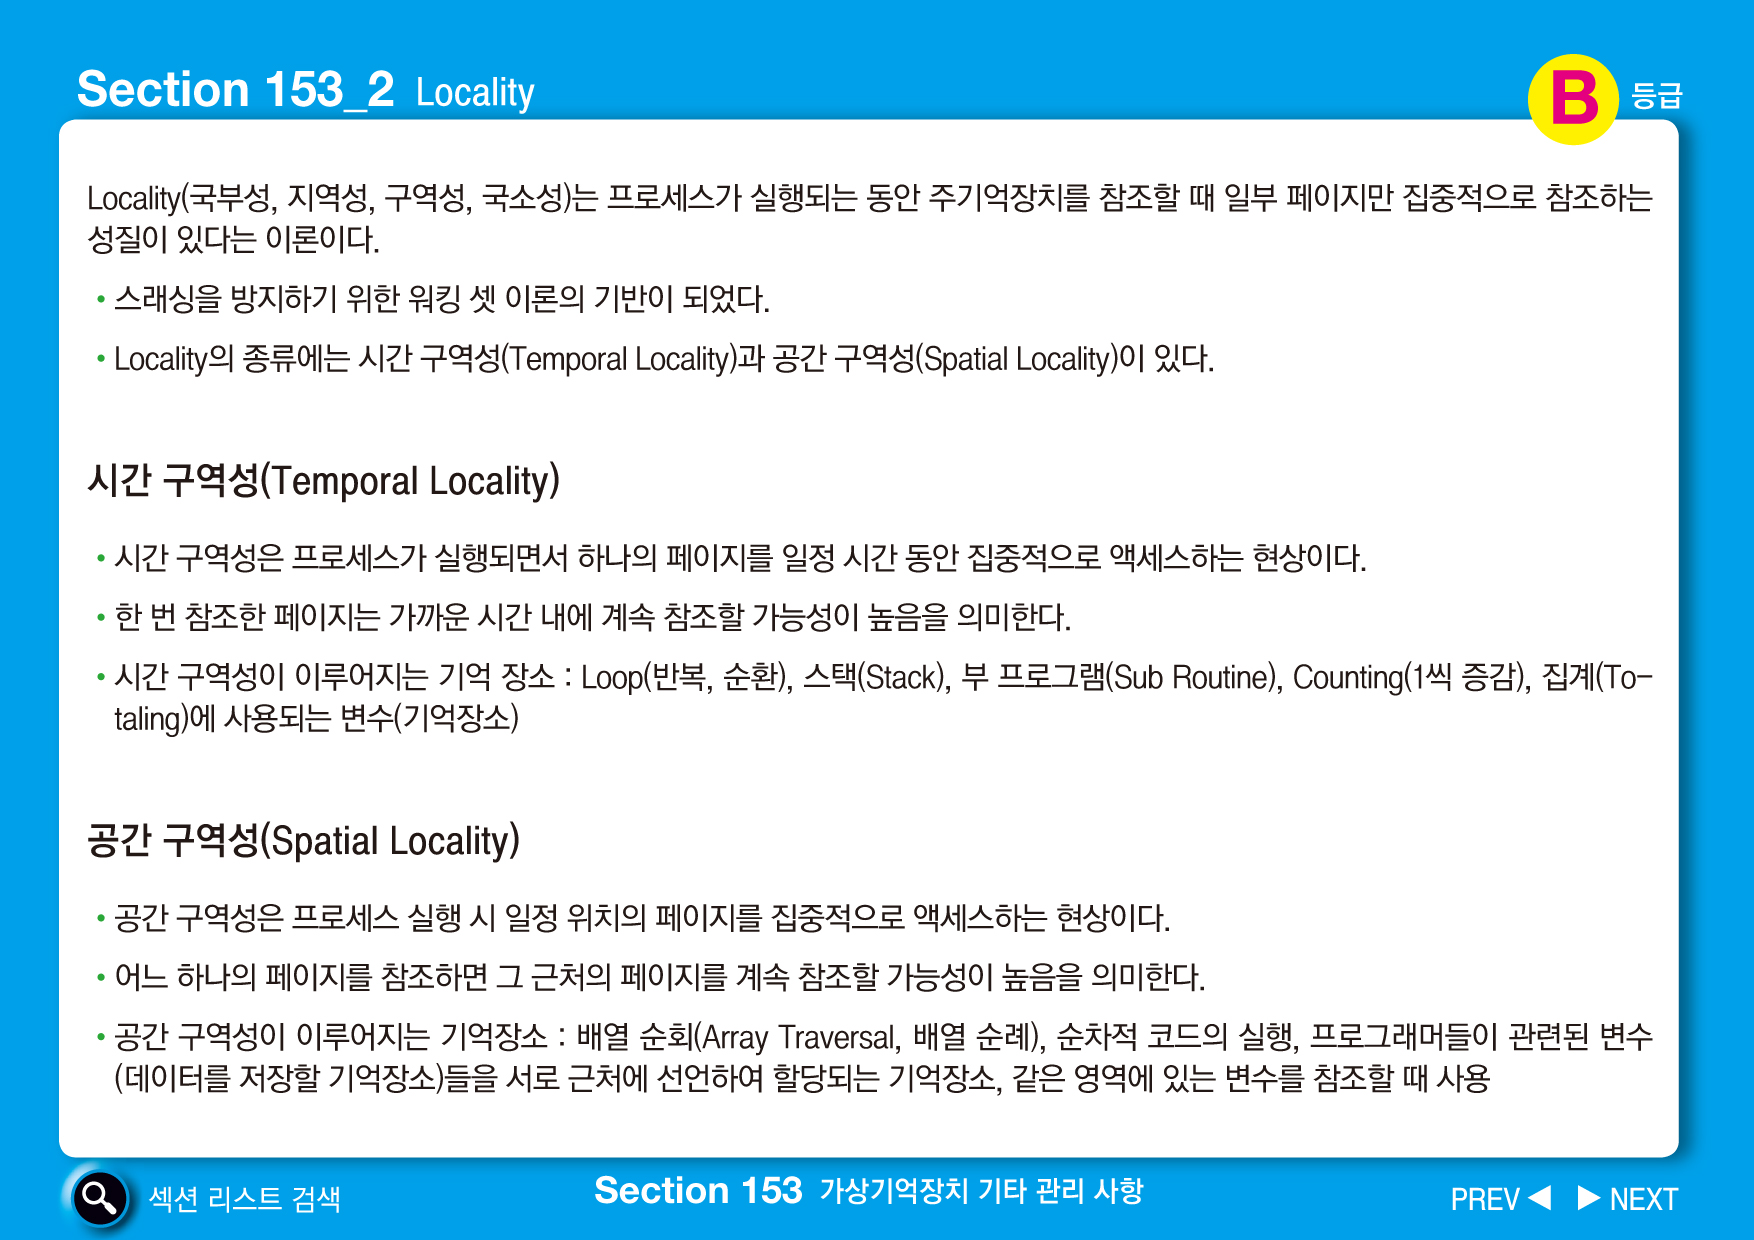 Section 153_2 Locality
B 등급
Locality(국부성, 지역성, 구역성, 국소성)는 프로세스가 실행되는 동안 주기억장치를 참조할 때 일부 페이지만 집중적으로 참조하는
성질이 있다는 이론이다.
• 스래싱을 방지하기 위한 워킹 셋 이론의 기반이 되었다.
• Locality의 종류에는 시간 구역성(Temporal Locality)과 공간 구역성(Spatial Locality)이 있다.
시간 구역성(Temporal Locality)
• 시간 구역성은 프로세스가 실행되면서 하나의 페이지를 일정 시간 동안 집중적으로 액세스하는 현상이다.
• 한 번 참조한 페이지는 가까운 시간 내에 계속 참조할 가능성이 높음을 의미한다.
• 시간 구역성이 이루어지는 기억 장소 : Loop(반복, 순환), 스택(Stack), 부 프로그램(Sub Routine), Counting(1씩 증감), 집계(To-
taling)에 사용되는 변수(기억장소)
공간 구역성(Spatial Locality)
• 공간 구역성은 프로세스 실행 시 일정 위치의 페이지를 집중적으로 액세스하는 현상이다.
• 어느 하나의 페이지를 참조하면 그 근처의 페이지를 계속 참조할 가능성이 높음을 의미한다.
• 공간 구역성이 이루어지는 기억장소 : 배열 순회(Array Traversal, 배열 순례), 순차적 코드의 실행, 프로그래머들이 관련된 변수
(데이터를 저장할 기억장소)들을 서로 근처에 선언하여 할당되는 기억장소, 같은 영역에 있는 변수를 참조할 때 사용
섹션 리스트 검색
Section 153 가상기억장치 기타 관리 사항
PREV ◀ ▶ NEXT